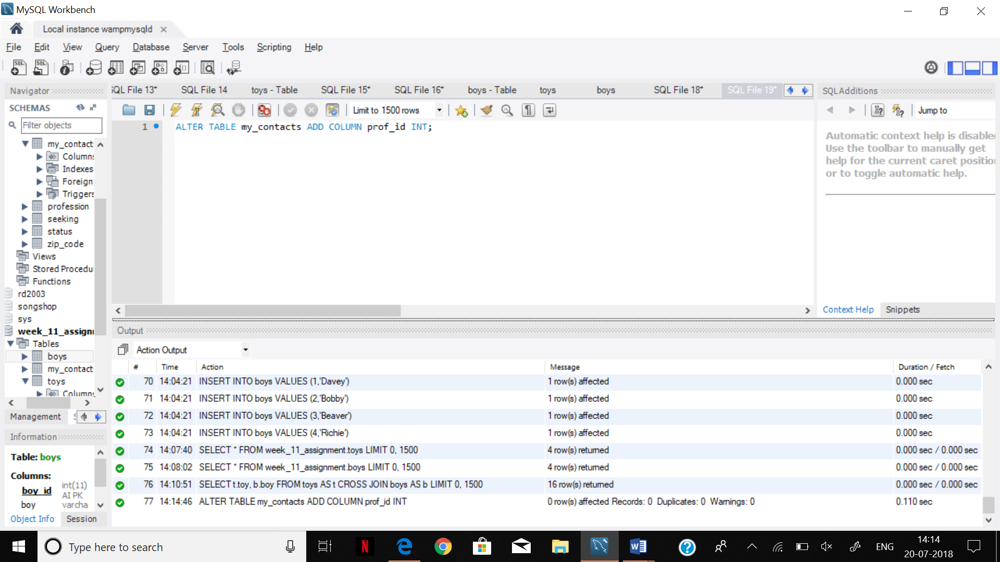 MySQL Workbench
Local instance wampmysqld
File Edit View Query Database Server Tools Scripting Help
Navigator
SQL File 13* SQL File 14 toys - Table SQL File 15* SQL File 16* boys - Table toys boys SQL File 18* SQL File 19*
SQLAdditions
SCHEMAS
Filter objects
Limit to 1500 rows
Jump to
1 ALTER TABLE my_contacts ADD COLUMN prof_id INT;
Automatic context help is disable
Use the toolbar to manually get
help for the current caret positio
or to toggle automatic help.
my_contact
Column
Indexes
Foreign
Triggers
profession
seeking
status
zip_code
Views
Stored Procedu
Functions
rd2003
songshop
sys
week_11_assign
Tables
boys
my_contact
toys
Column
Management
Context Help Snippets
Output
Action Output
# Time Action Message Duration / Fetch
70 14:04:21 INSERT INTO boys VALUES (1,'Davey') 1 row(s) affected 0.000 sec
71 14:04:21 INSERT INTO boys VALUES (2,'Bobby') 1 row(s) affected 0.000 sec
72 14:04:21 INSERT INTO boys VALUES (3,'Beaver') 1 row(s) affected 0.000 sec
73 14:04:21 INSERT INTO boys VALUES (4,'Richie') 1 row(s) affected 0.000 sec
74 14:07:40 SELECT * FROM week_11_assignment.toys LIMIT 0, 1500 4 row(s) returned 0.000 sec / 0.000 sec
75 14:08:02 SELECT * FROM week_11_assignment.boys LIMIT 0, 1500 4 row(s) returned 0.000 sec / 0.000 sec
76 14:10:51 SELECT t.toy, b.boy FROM toys AS t CROSS JOIN boys AS b LIMIT 0, 1500 16 row(s) returned 0.000 sec / 0.000 sec
77 14:14:46 ALTER TABLE my_contacts ADD COLUMN prof_id INT 0 row(s) affected Records: 0 Duplicates: 0 Warnings: 0 0.110 sec
Information
Table: boys
Columns:
boy_id int(11)
AI PK
boy varcha
Object Info Session
Type here to search
ENG
14:14
20-07-2018